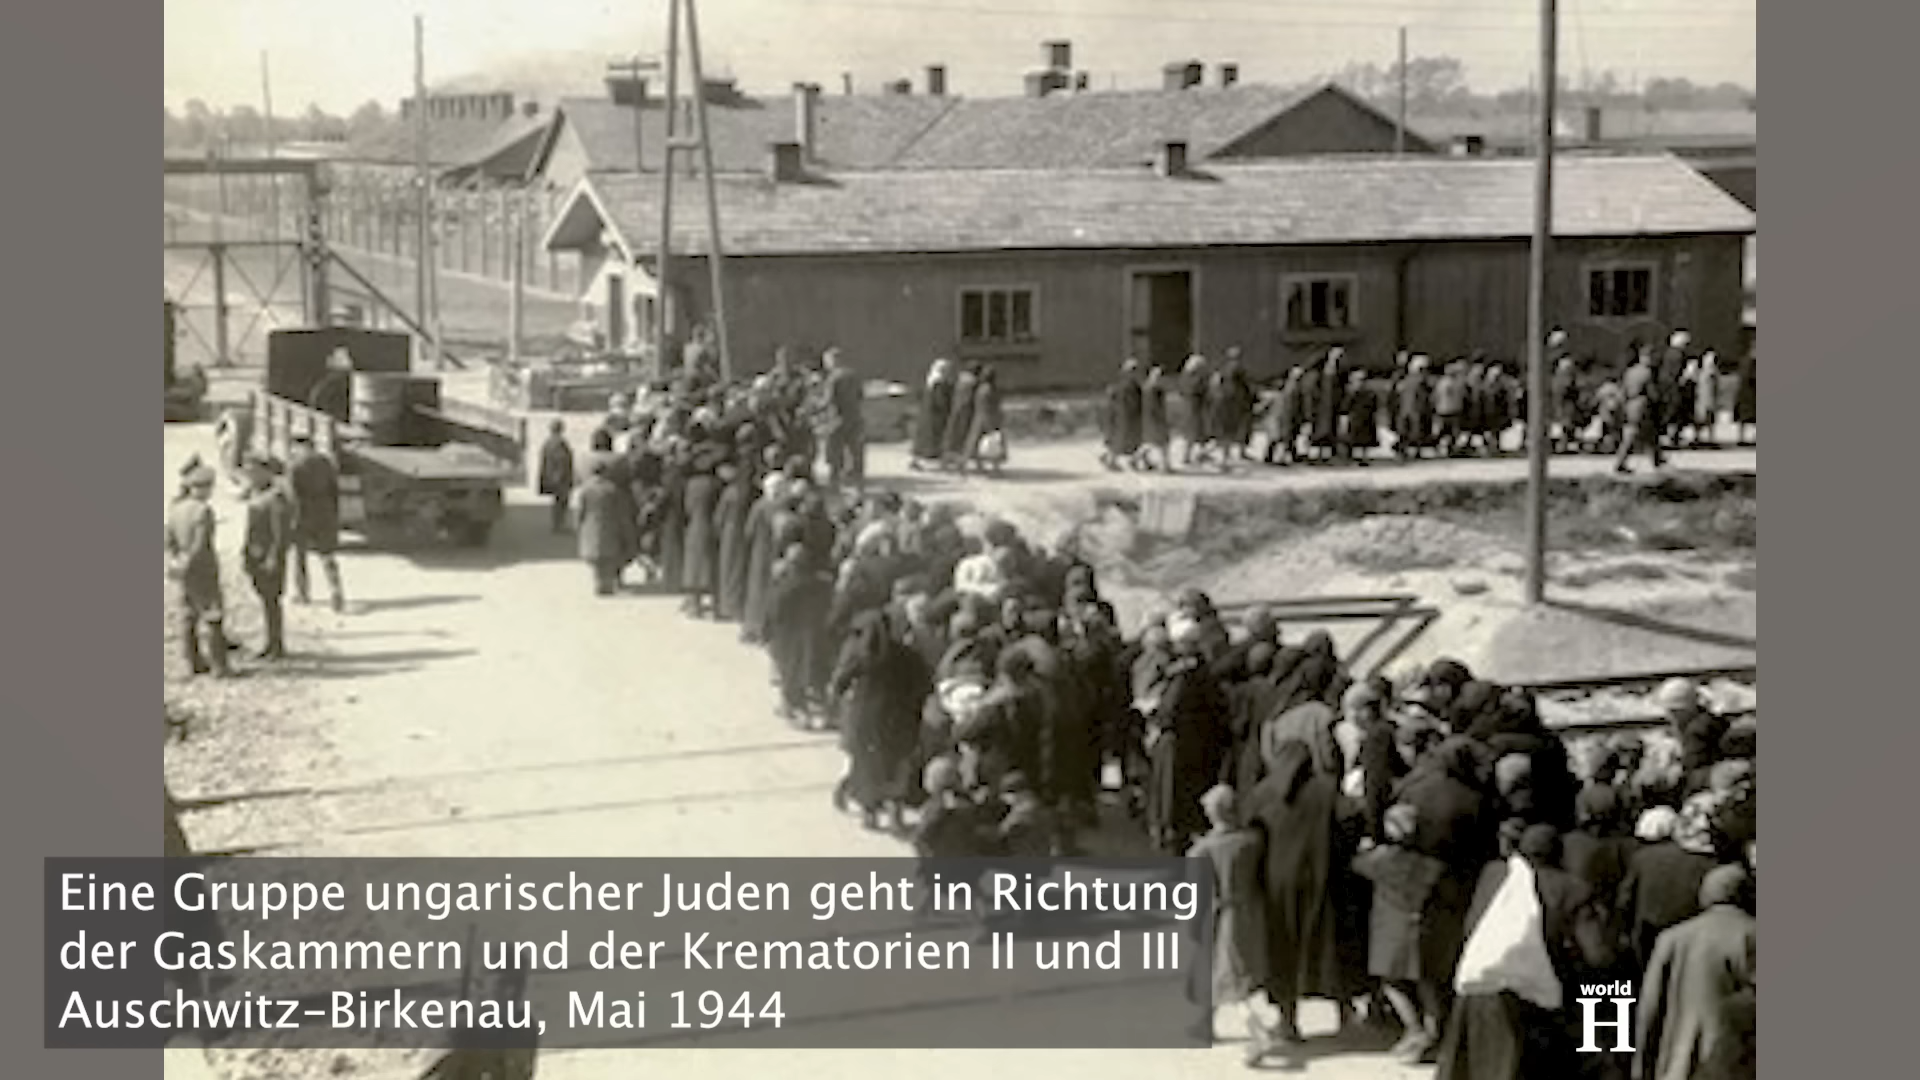 Eine Gruppe ungarischer Juden geht in Richtung
der Gaskammern und der Krematorien II und III
Auschwitz-Birkenau, Mai 1944
world
H